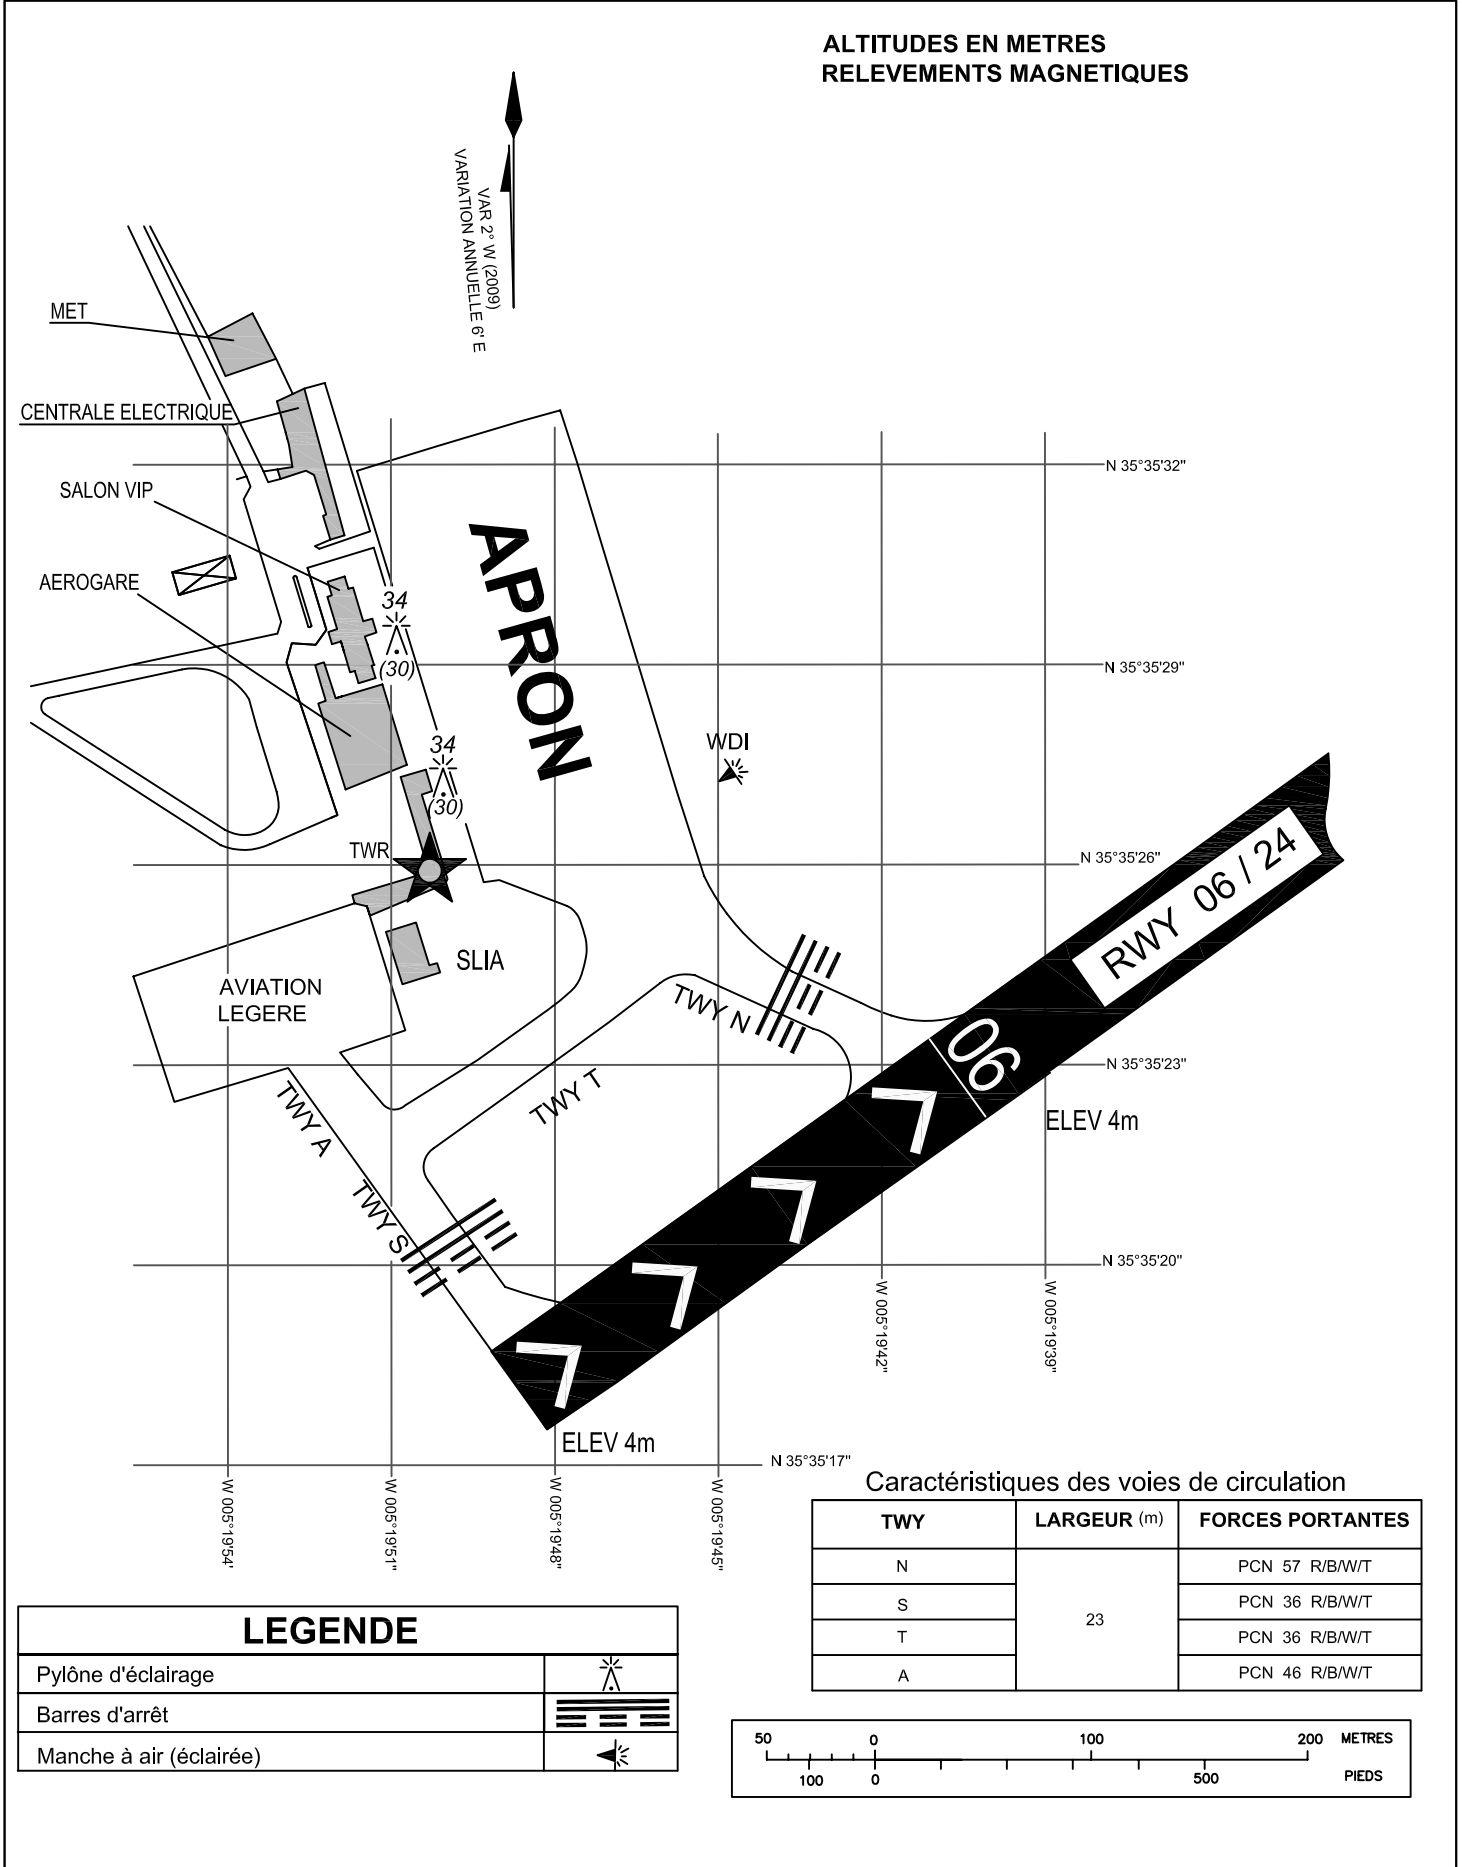 ALTITUDES EN METRES
RELEVEMENTS MAGNETIQUES
VAR 2° W (2009)
VARIATION ANNUELLE 6' E
MET
CENTRALE ELECTRIQUE
SALON VIP
AEROGARE
34
(30)
34
(30)
APRON
WDI
TWR
SLIA
AVIATION
LEGERE
TWY N
TWY T
TWY A
TWY S
RWY 06 / 24
06
ELEV 4m
ELEV 4m
N 35°35'32"
N 35°35'29"
N 35°35'26"
N 35°35'23"
N 35°35'20"
N 35°35'17"
W 005°19'54'
W 005°19'51"
W 005°19'48"
W 005°19'45"
W 005°19'42"
W 005°19'39"
Caractéristiques des voies de circulation
TWY LARGEUR (m) FORCES PORTANTES
N PCN 57 R/B/W/T
S PCN 36 R/B/W/T
23
T PCN 36 R/B/W/T
A PCN 46 R/B/W/T
LEGENDE
Pylône d'éclairage
Barres d'arrêt
Manche à air (éclairée)
50 0 100 200 METRES
100 0 500 PIEDS